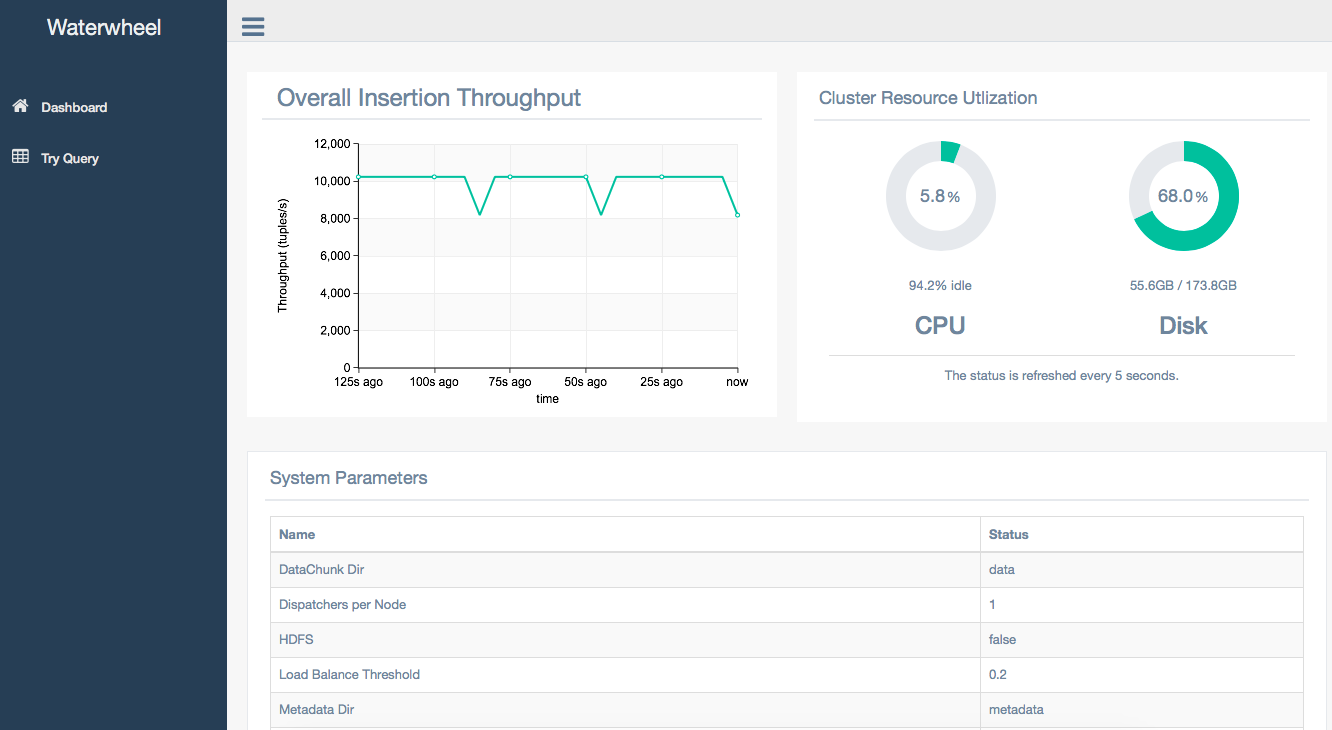 Waterwheel
Dashboard
Try Query
Overall Insertion Throughput
Throughput (tuples/s)
12,000
10,000
8,000
6,000
4,000
2,000
0
125s ago 100s ago 75s ago 50s ago 25s ago now
time
Cluster Resource Utlization
5.8% 68.0%
94.2% idle 55.6GB / 173.8GB
CPU Disk
The status is refreshed every 5 seconds.
System Parameters
Name Status
DataChunk Dir data
Dispatchers per Node 1
HDFS false
Load Balance Threshold 0.2
Metadata Dir metadata